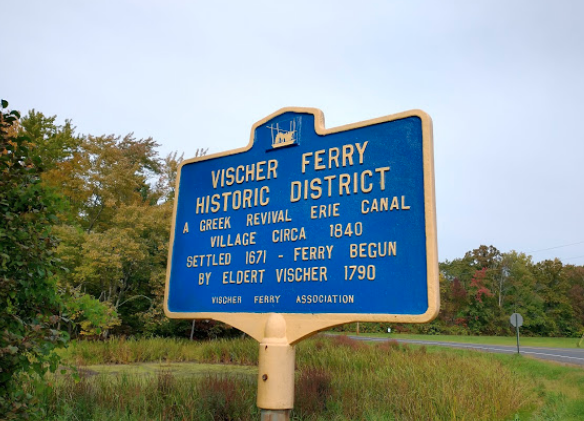 VISCHER FERRY
HISTORIC DISTRICT
A GREEK REVIVAL ERIE CANAL
VILLAGE CIRCA 1840
SETTLED 1671 - FERRY BEGUN
BY ELDERT VISCHER 1790
VISCHER FERRY ASSOCIATION